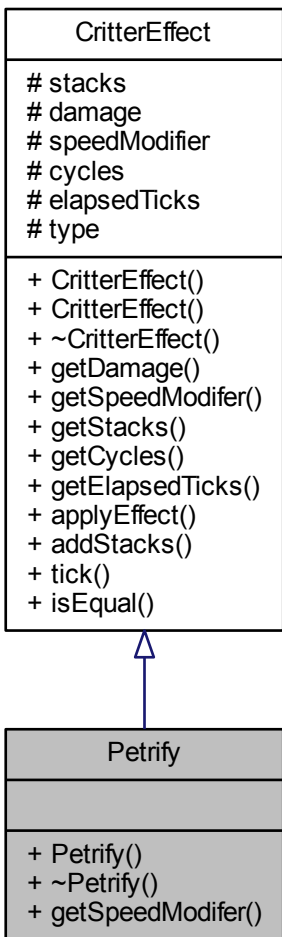 CritterEffect
# stacks
# damage
# speedModifier
# cycles
# elapsedTicks
# type
+ CritterEffect()
+ CritterEffect()
+ ~CritterEffect()
+ getDamage()
+ getSpeedModifer()
+ getStacks()
+ getCycles()
+ getElapsedTicks()
+ applyEffect()
+ addStacks()
+ tick()
+ isEqual()
Petrify
+ Petrify()
+ ~Petrify()
+ getSpeedModifer()